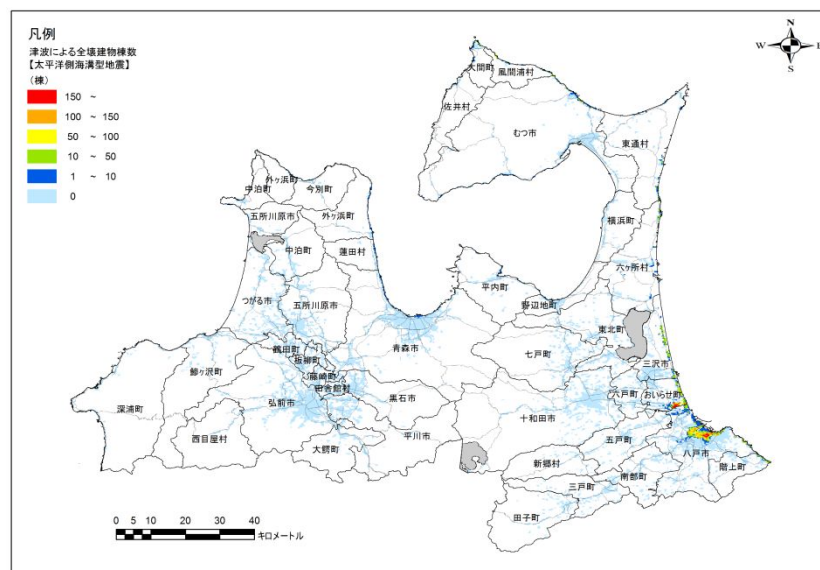 凡例
津波による全壊建物棟数
【太平洋側海溝型地震】
(棟)
150 ~
100 ~ 150
50 ~ 100
10 ~ 50
1 ~ 10
0
N
W E
S
大間町
風間浦村
佐井村
むつ市
東通村
外ヶ浜町
中泊町
今別町
五所川原市
外ヶ浜町
横浜町
中泊町
蓬田村
六ヶ所村
平内町
つがる市
五所川原市
野辺地町
東北町
青森市
七戸町
鶴田町
板柳町
三沢市
鰺ヶ沢町
藤崎町
田舎館村
六戸町
おいらせ町
黒石市
深浦町
弘前市
十和田市
平川市
五戸町
西目屋村
八戸市
大鰐町
新郷村
階上町
南部町
三戸町
田子町
0 5 10 20 30 40
キロメートル